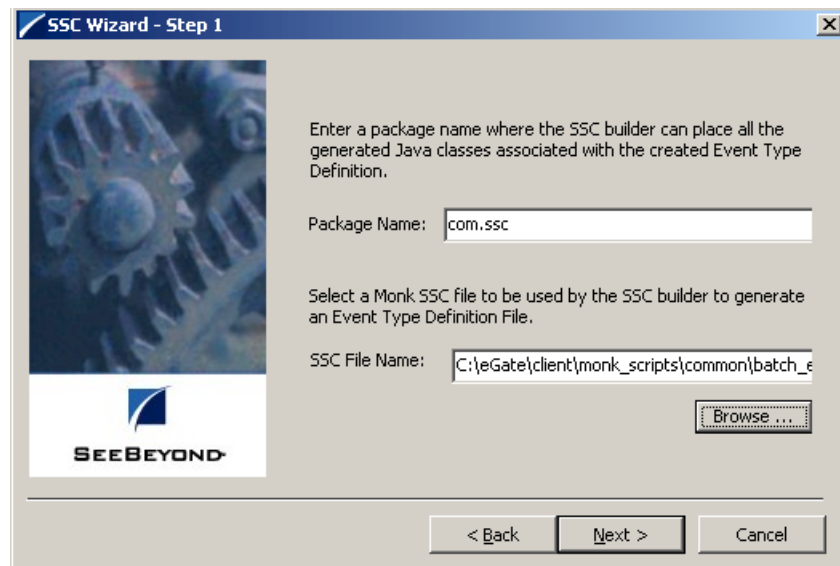 SSC Wizard - Step 1
Enter a package name where the SSC builder can place all the
generated Java classes associated with the created Event Type
Definition.
Package Name: com.ssc
Select a Monk SSC file to be used by the SSC builder to generate
an Event Type Definition File.
SSC File Name: C:\eGate\client\monk_scripts\common\batch_e
Browse ...
SEEBEYOND
< Back Next > Cancel